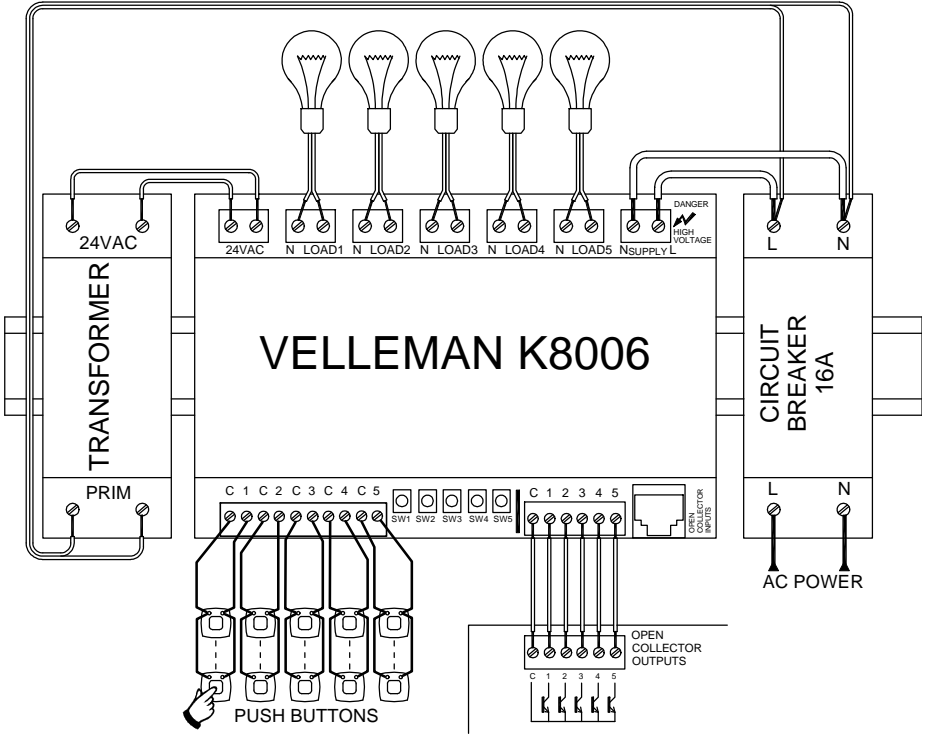 DANGER
HIGH
VOLTAGE
24VAC
24VAC
N LOAD1 N LOAD2 N LOAD3 N LOAD4 N LOAD5 N SUPPLY L
L N
TRANSFORMER
VELLEMAN K8006
CIRCUIT
BREAKER
16A
PRIM
C 1 C 2 C 3 C 4 C 5
SW1 SW2 SW3 SW4 SW5
C 1 2 3 4 5
OPEN
COLLECTOR
INPUTS
L N
AC POWER
OPEN
COLLECTOR
OUTPUTS
C 1 2 3 4 5
PUSH BUTTONS